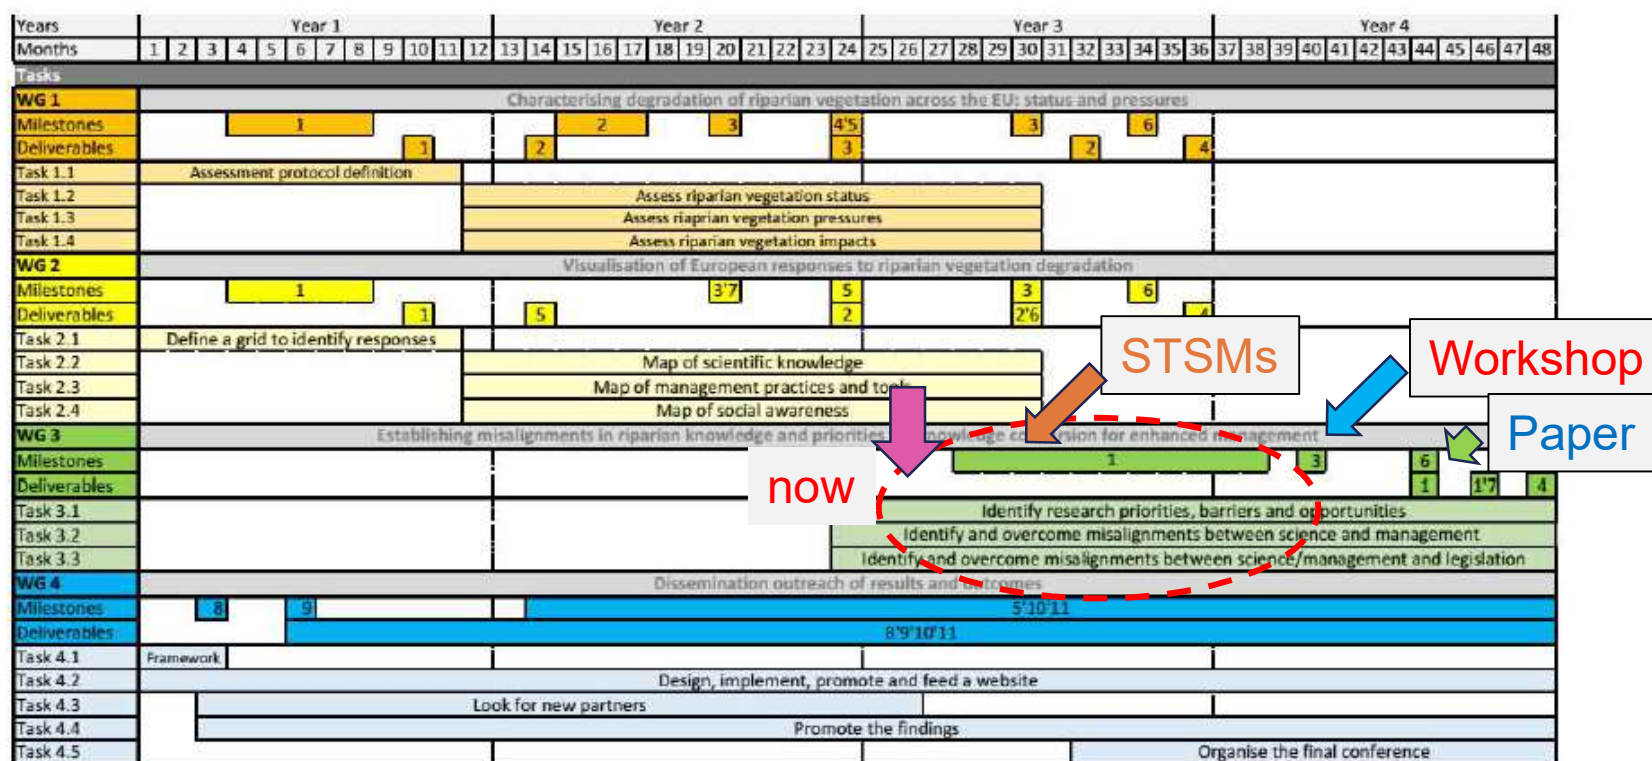 Years Year 1 Year 2 Year 3 Year 4
Months 1 2 3 4 5 6 7 8 9 10 11 12 13 14 15 16 17 18 19 20 21 22 23 24 25 26 27 28 29 30 31 32 33 34 35 36 37 38 39 40 41 42 43 44 45 46 47 48
Tasks
WG 1 Characterising degradation of riparian vegetation across the EU: status and pressures
Milestones 1 2 3 4'5 3 6
Deliverables 1 2 3 2 4
Task 1.1 Assessment protocol definition
Task 1.2 Assess riparian vegetation status
Task 1.3 Assess riaprian vegetation pressures
Task 1.4 Assess riparian vegetation impacts
WG 2 Visualisation of European responses to riparian vegetation degradation
Milestones 1 3'7 5 3 6
Deliverables 1 5 2 2'6 4
Task 2.1 Define a grid to identify responses
STSMs
Workshop
Task 2.2 Map of scientific knowledge
Task 2.3 Map of management practices and tools
Task 2.4 Map of social awareness
Paper
WG 3 Establishing misalignments in riparian knowledge and priorities knowledge for enhanced management
Milestones 1 3 6
now
Deliverables 1 1'7 4
Task 3.1 Identify research priorities, barriers and opportunities
Task 3.2 Identify and overcome misalignments between science and management
Task 3.3 Identify and overcome misalignments between science/management and legislation
WG 4 Dissemination outreach of results and outcomes
Milestones 8 9 5'10'11
Deliverables 8'9'10'11
Task 4.1 Framework
Task 4.2 Design, implement, promote and feed a website
Task 4.3 Look for new partners
Task 4.4 Promote the findings
Task 4.5 Organise the final conference